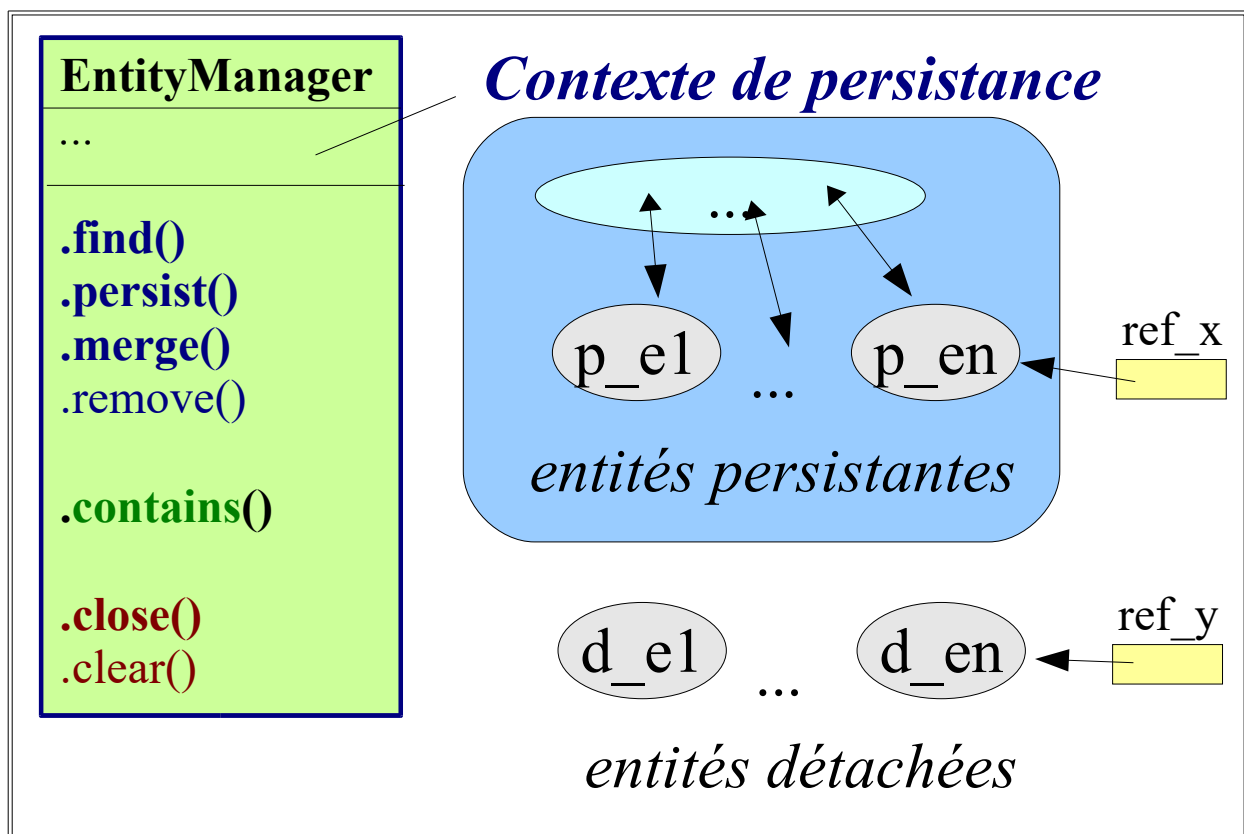 EntityManager
...
.find()
.persist()
.merge()
.remove()
.contains()
.close()
.clear()
Contexte de persistance
...
p_e1
...
p_en
ref_x
entités persistantes
d_e1
...
d_en
ref_y
entités détachées